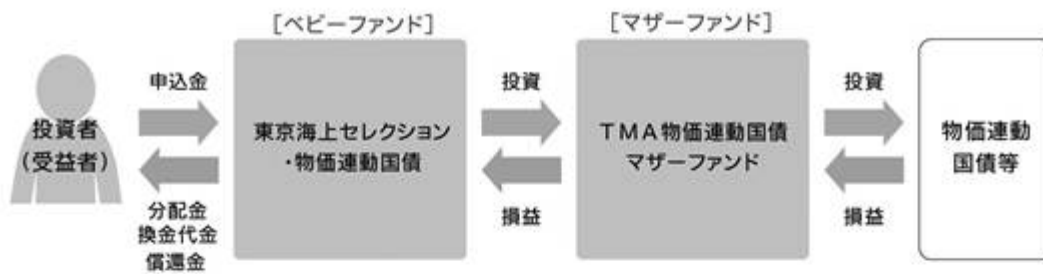 [ベビーファンド]
[マザーファンド]
投資者
(受益者)
申込金
分配金
換金代金
償還金
東京海上セレクション
・物価連動国債
投資
損益
TMA物価連動国債
マザーファンド
投資
損益
物価連動
国債等